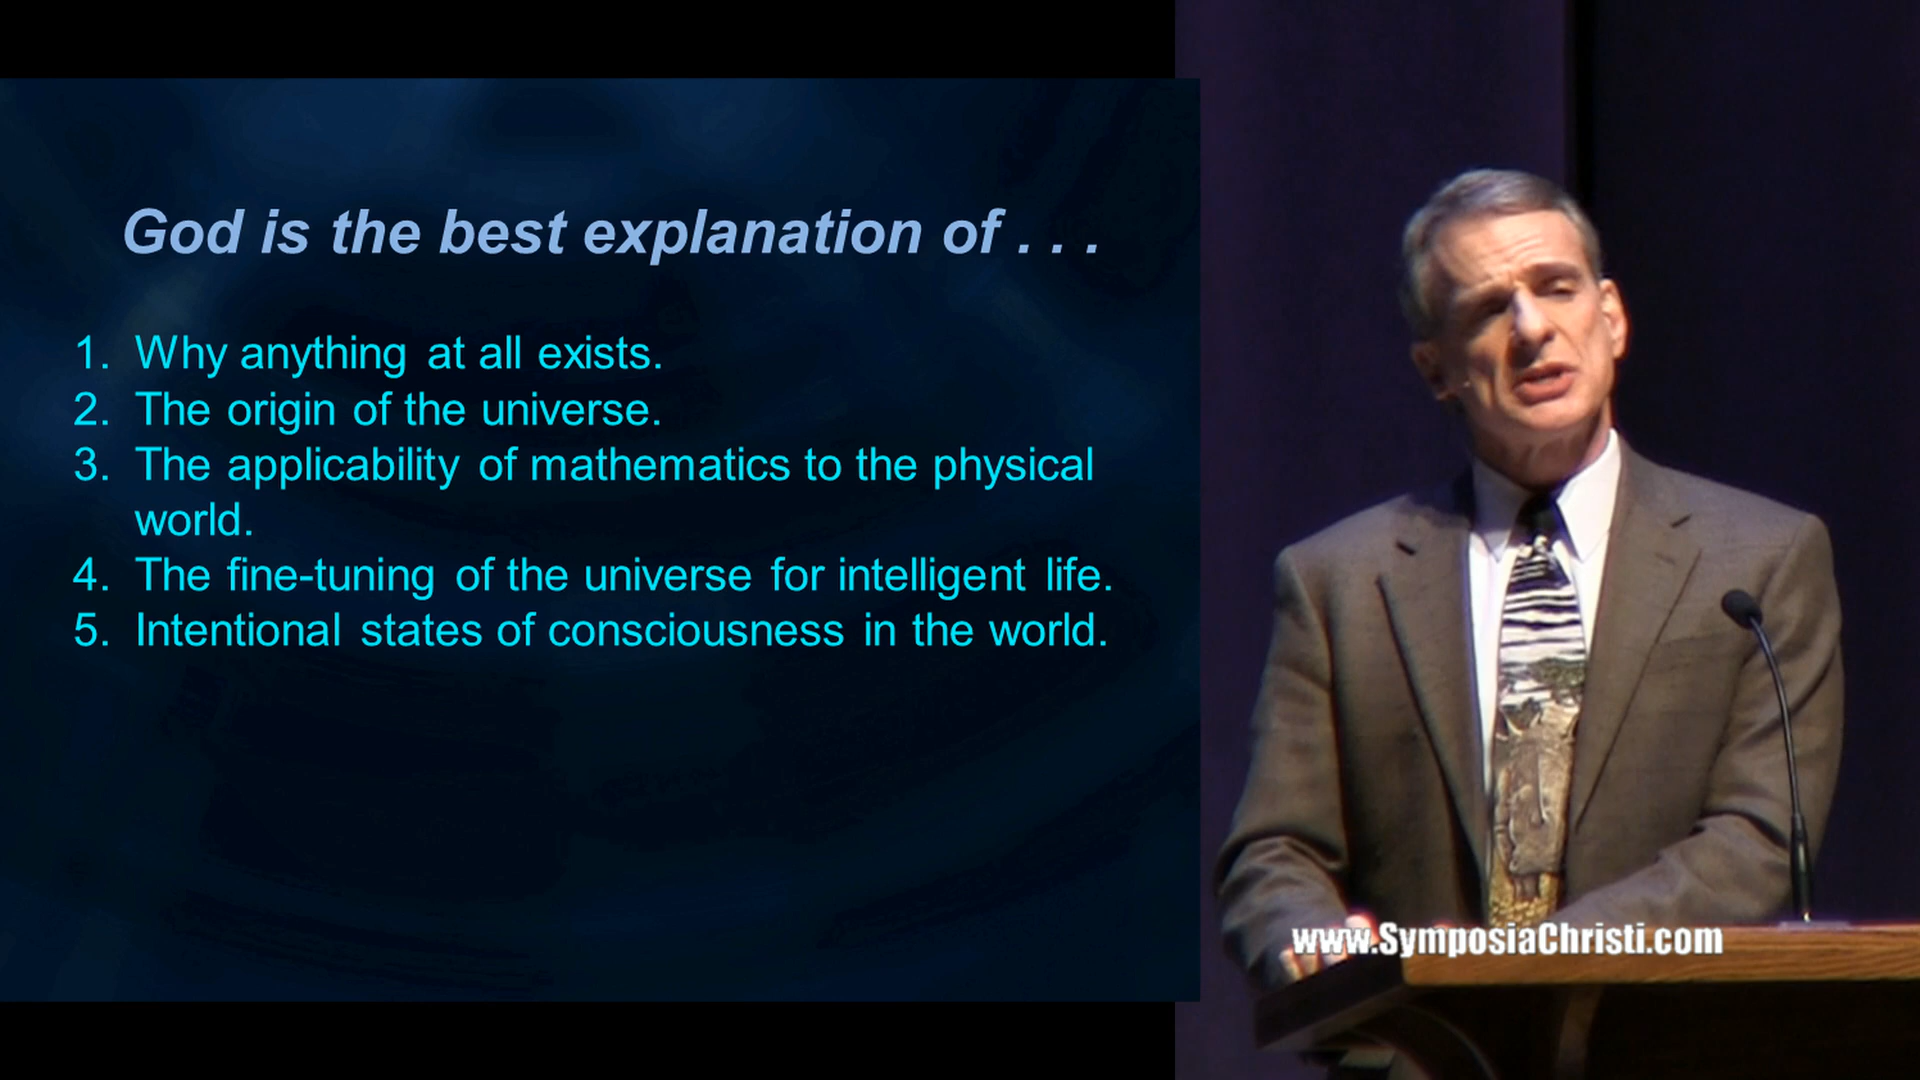 God is the best explanation of . . .
1. Why anything at all exists.
2. The origin of the universe.
3. The applicability of mathematics to the physical
world.
4. The fine-tuning of the universe for intelligent life.
5. Intentional states of consciousness in the world.
www.SymposiaChristi.com